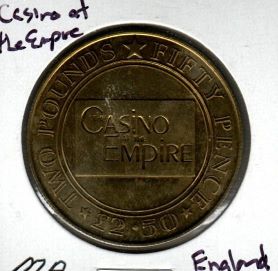 Casino at
the Empire
TWO POUNDS ★ FIFTY PENCE
CASINO
EMPIRE
£2·50
England